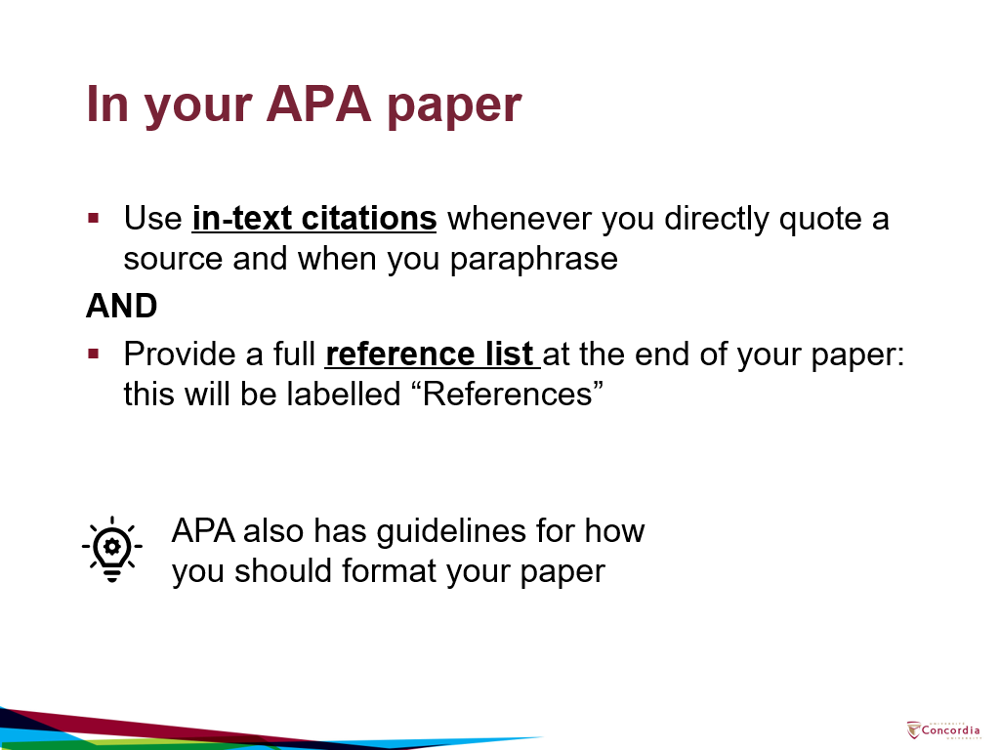 In your APA paper
Use in-text citations whenever you directly quote a
source and when you paraphrase
AND
Provide a full reference list at the end of your paper:
this will be labelled “References”
APA also has guidelines for how
you should format your paper
UNIVERSITÉ
Concordia
UNIVERSITY